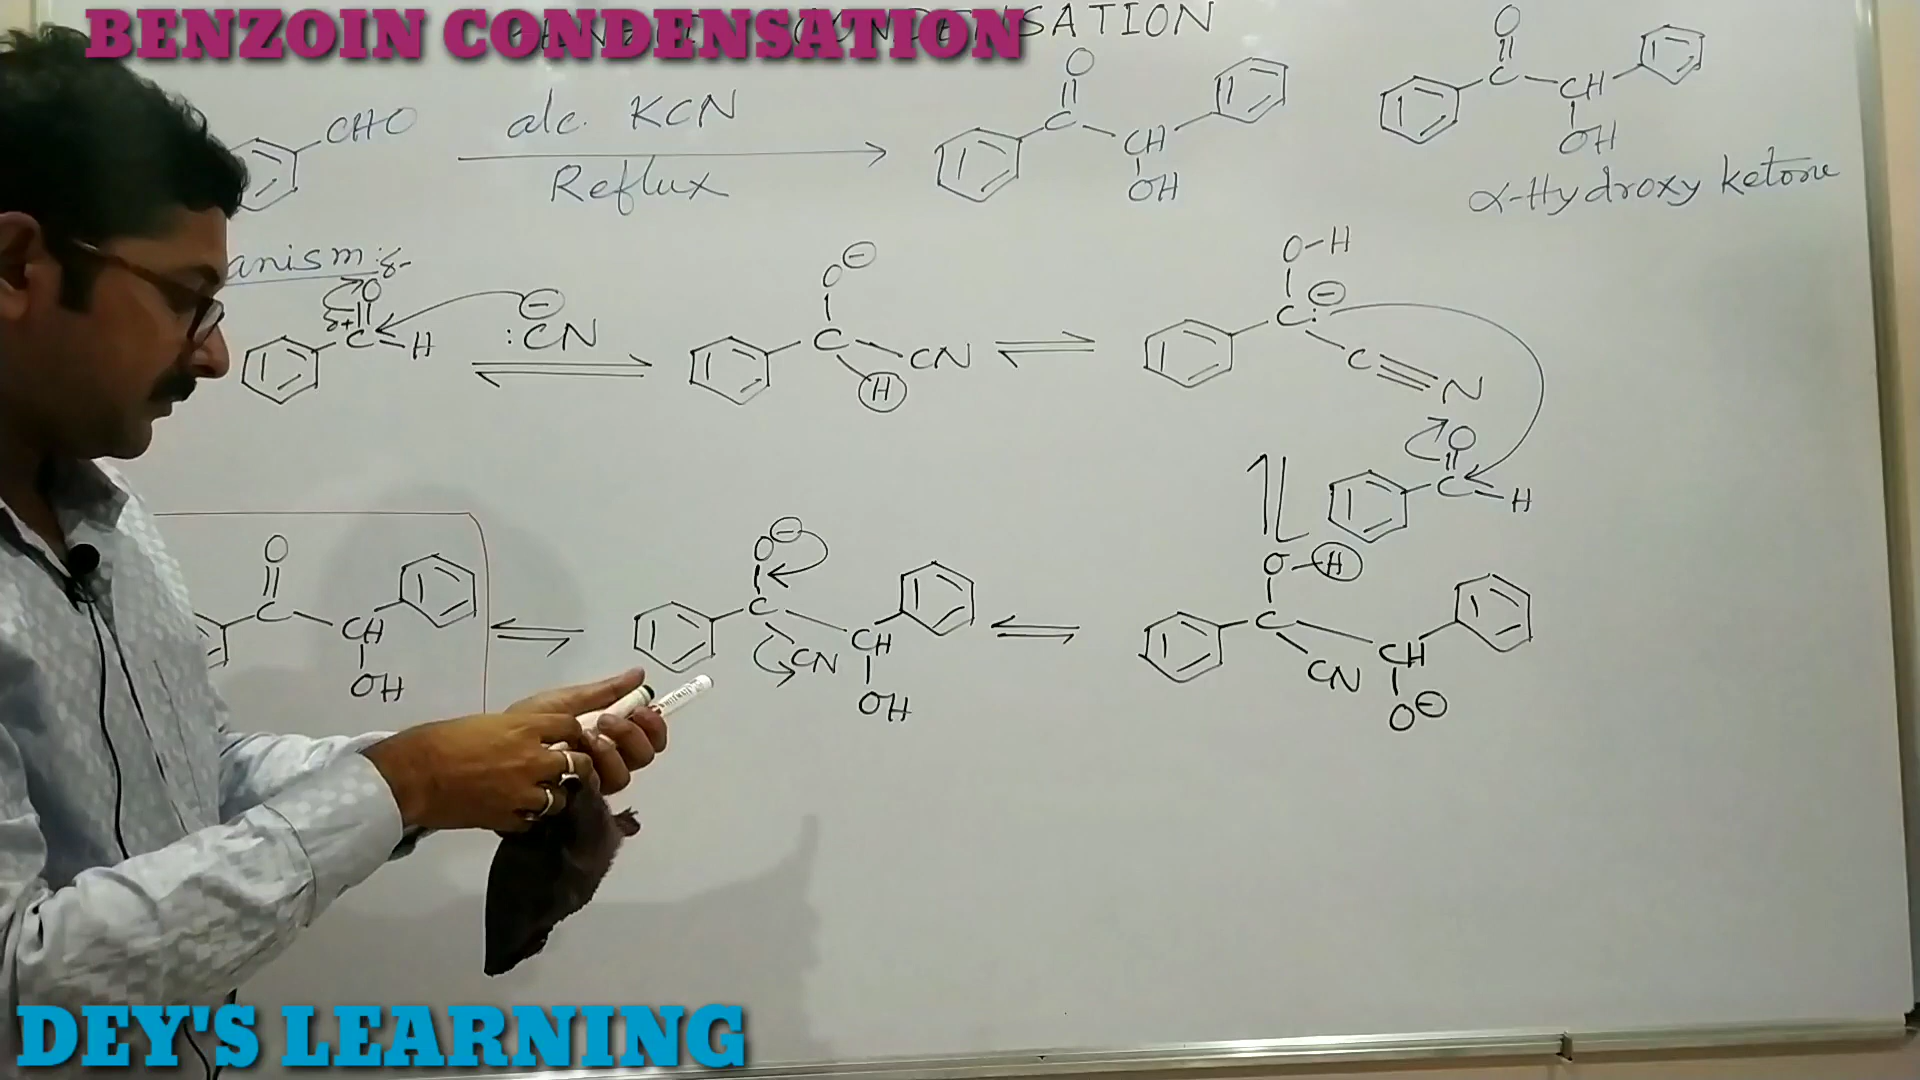 BENZOIN CONDENSATION
CONDENSATION
CHO
alc. KCN
Reflux
O
C
CH
OH
O
C
CH
OH
α-Hydroxy ketone
anism :-
O
δ+
C
H
⊖
:CN
O⊖
C
CN
H
O-H
C:⊖
C≡N
O
C
H
O
C
CH
OH
O⊖
C
CN
CH
OH
O-H
C
CN
CH
O⊖
DEY'S LEARNING